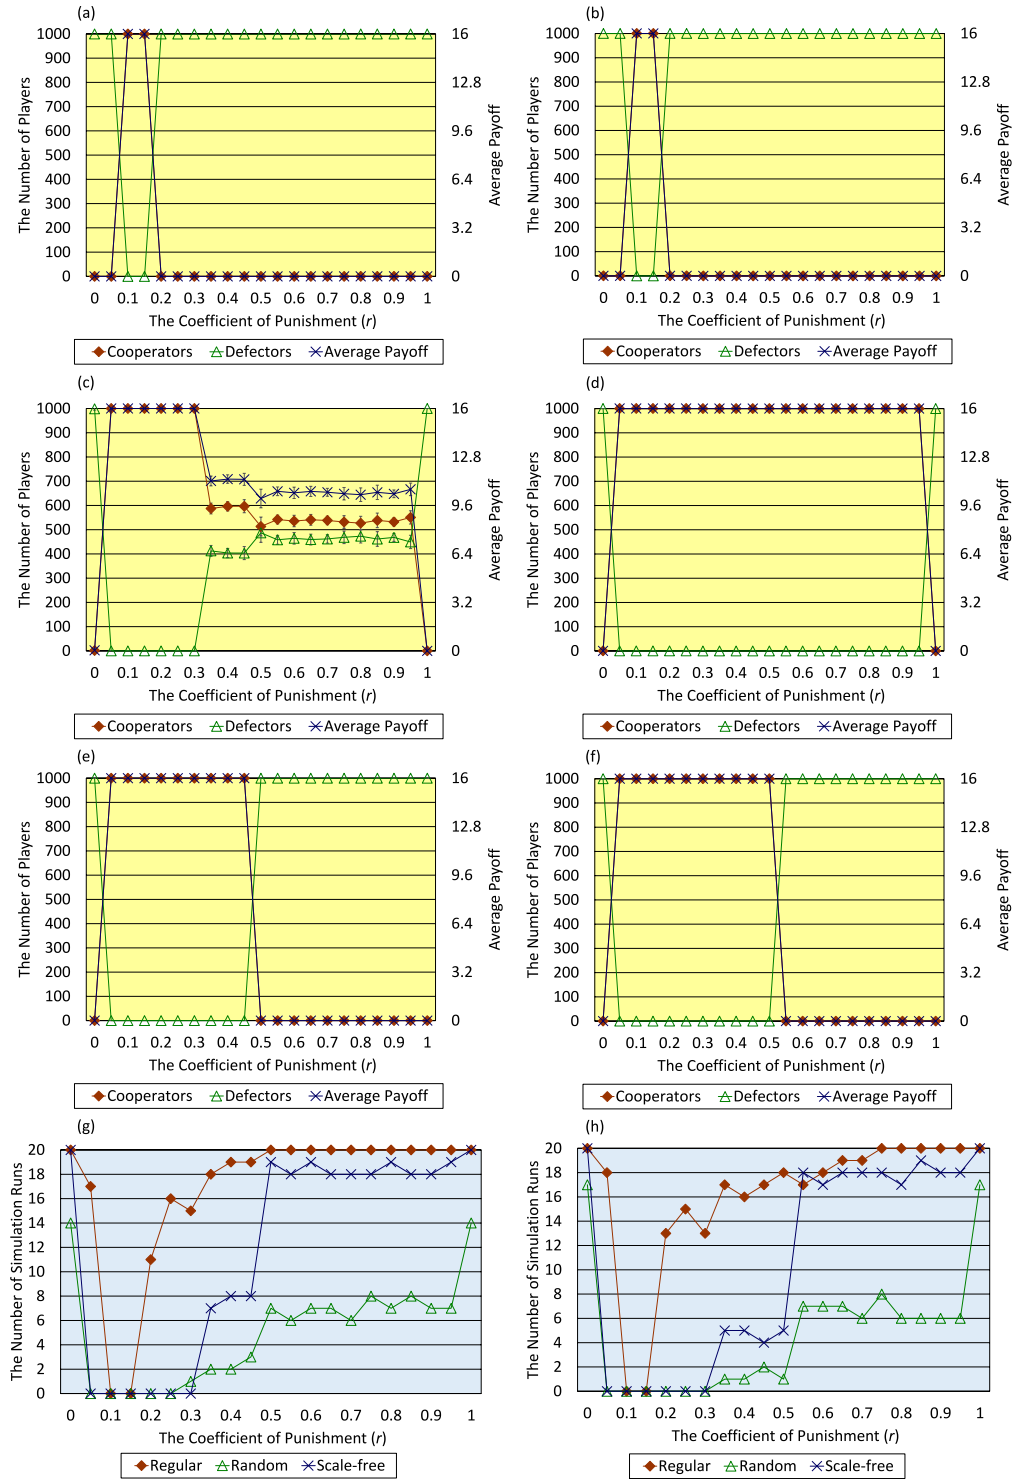 (a)
1000
900
800
700
600
500
400
300
200
100
0
The Number of Players
16
12.8
9.6
6.4
3.2
0
Average Payoff
0 0.1 0.2 0.3 0.4 0.5 0.6 0.7 0.8 0.9 1
The Coefficient of Punishment (r)
Cooperators Defectors Average Payoff
(b)
1000
900
800
700
600
500
400
300
200
100
0
The Number of Players
16
12.8
9.6
6.4
3.2
0
Average Payoff
0 0.1 0.2 0.3 0.4 0.5 0.6 0.7 0.8 0.9 1
The Coefficient of Punishment (r)
Cooperators Defectors Average Payoff
(c)
1000
900
800
700
600
500
400
300
200
100
0
The Number of Players
16
12.8
9.6
6.4
3.2
0
Average Payoff
0 0.1 0.2 0.3 0.4 0.5 0.6 0.7 0.8 0.9 1
The Coefficient of Punishment (r)
Cooperators Defectors Average Payoff
(d)
1000
900
800
700
600
500
400
300
200
100
0
The Number of Players
16
12.8
9.6
6.4
3.2
0
Average Payoff
0 0.1 0.2 0.3 0.4 0.5 0.6 0.7 0.8 0.9 1
The Coefficient of Punishment (r)
Cooperators Defectors Average Payoff
(e)
1000
900
800
700
600
500
400
300
200
100
0
The Number of Players
16
12.8
9.6
6.4
3.2
0
Average Payoff
0 0.1 0.2 0.3 0.4 0.5 0.6 0.7 0.8 0.9 1
The Coefficient of Punishment (r)
Cooperators Defectors Average Payoff
(f)
1000
900
800
700
600
500
400
300
200
100
0
The Number of Players
16
12.8
9.6
6.4
3.2
0
Average Payoff
0 0.1 0.2 0.3 0.4 0.5 0.6 0.7 0.8 0.9 1
The Coefficient of Punishment (r)
Cooperators Defectors Average Payoff
(g)
20
18
16
14
12
10
8
6
4
2
0
The Number of Simulation Runs
0 0.1 0.2 0.3 0.4 0.5 0.6 0.7 0.8 0.9 1
The Coefficient of Punishment (r)
Regular Random Scale-free
(h)
20
18
16
14
12
10
8
6
4
2
0
The Number of Simulation Runs
0 0.1 0.2 0.3 0.4 0.5 0.6 0.7 0.8 0.9 1
The Coefficient of Punishment (r)
Regular Random Scale-free